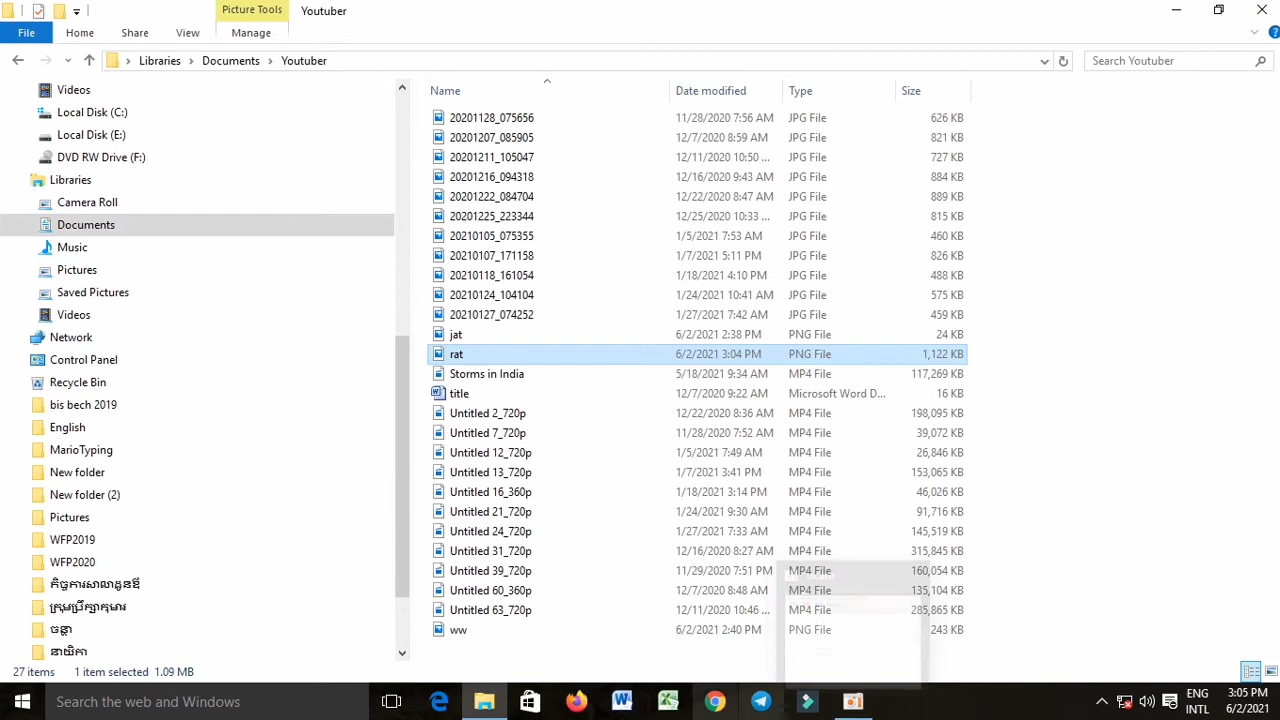 Picture Tools Youtuber
File Home Share View Manage
Libraries Documents Youtuber Search Youtuber
Name Date modified Type Size
Videos
Local Disk (C:)
Local Disk (E:)
DVD RW Drive (F:)
Libraries
Camera Roll
Documents
Music
Pictures
Saved Pictures
Videos
Network
Control Panel
Recycle Bin
bis bech 2019
English
MarioTyping
New folder
New folder (2)
Pictures
WFP2019
WFP2020
កិច្ចការសាលាដូនឪ
ក្រុមប្រឹក្សាកុមារ
ចន្ថា
នាយិកា
20201128_075656 11/28/2020 7:56 AM JPG File 626 KB
20201207_085905 12/7/2020 8:59 AM JPG File 821 KB
20201211_105047 12/11/2020 10:50 ... JPG File 727 KB
20201216_094318 12/16/2020 9:43 AM JPG File 884 KB
20201222_084704 12/22/2020 8:47 AM JPG File 889 KB
20201225_223344 12/25/2020 10:33 ... JPG File 815 KB
20210105_075355 1/5/2021 7:53 AM JPG File 460 KB
20210107_171158 1/7/2021 5:11 PM JPG File 826 KB
20210118_161054 1/18/2021 4:10 PM JPG File 488 KB
20210124_104104 1/24/2021 10:41 AM JPG File 575 KB
20210127_074252 1/27/2021 7:42 AM JPG File 459 KB
jat 6/2/2021 2:38 PM PNG File 24 KB
rat 6/2/2021 3:04 PM PNG File 1,122 KB
Storms in India 5/18/2021 9:34 AM MP4 File 117,269 KB
title 12/7/2020 9:22 AM Microsoft Word D... 16 KB
Untitled 2_720p 12/22/2020 8:36 AM MP4 File 198,095 KB
Untitled 7_720p 11/28/2020 7:52 AM MP4 File 39,072 KB
Untitled 12_720p 1/5/2021 7:49 AM MP4 File 26,846 KB
Untitled 13_720p 1/7/2021 3:41 PM MP4 File 153,065 KB
Untitled 16_360p 1/18/2021 3:14 PM MP4 File 46,026 KB
Untitled 21_720p 1/24/2021 9:30 AM MP4 File 91,716 KB
Untitled 24_720p 1/27/2021 7:33 AM MP4 File 145,519 KB
Untitled 31_720p 12/16/2020 8:27 AM MP4 File 315,845 KB
Untitled 39_720p 11/29/2020 7:51 PM MP4 File 160,054 KB
Untitled 60_360p 12/7/2020 8:48 AM MP4 File 135,104 KB
Untitled 63_720p 12/11/2020 10:46 ... MP4 File 285,865 KB
ww 6/2/2021 2:40 PM PNG File 243 KB
27 items 1 item selected 1.09 MB
Search the web and Windows
ENG 3:05 PM
INTL 6/2/2021